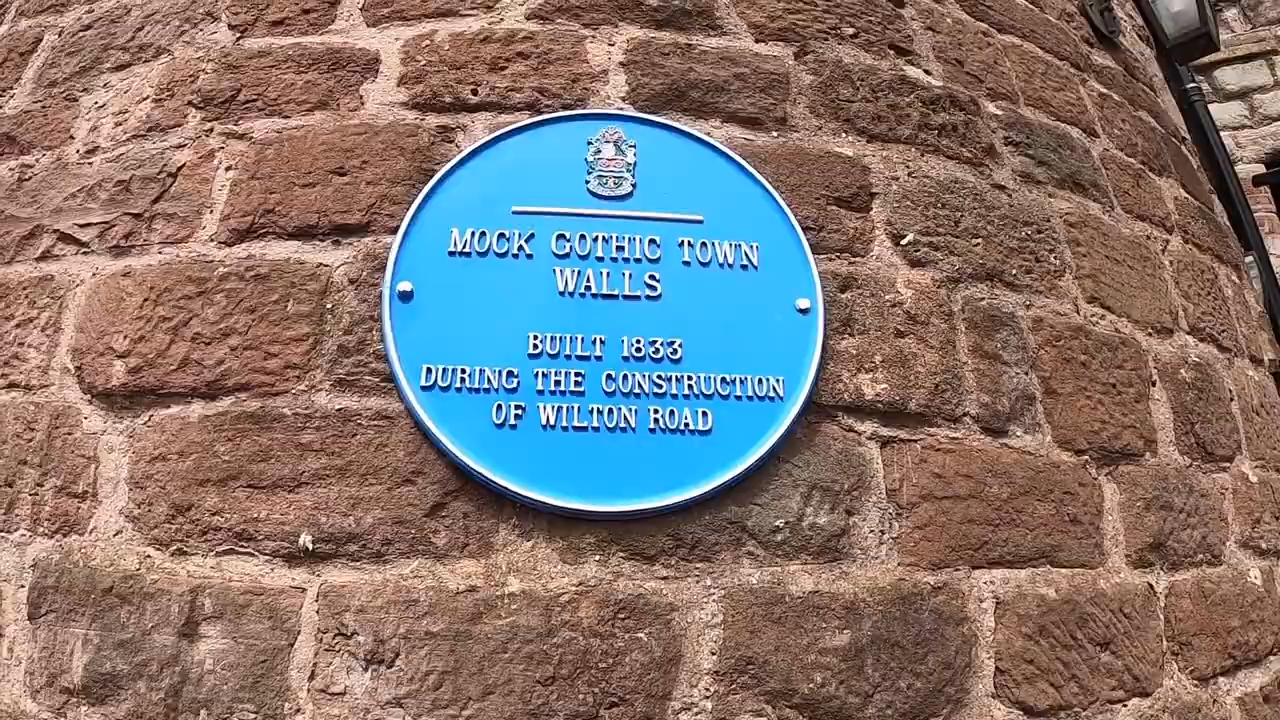 MOCK GOTHIC TOWN
WALLS
BUILT 1833
DURING THE CONSTRUCTION
OF WILTON ROAD